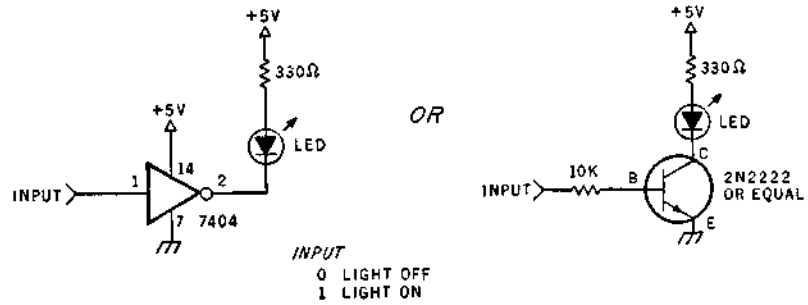 +5V
330Ω
LED
+5V
14
1
2
INPUT
7
7404
OR
+5V
330Ω
LED
C
10K
B
INPUT
2N2222
OR EQUAL
E
INPUT
0 LIGHT OFF
1 LIGHT ON